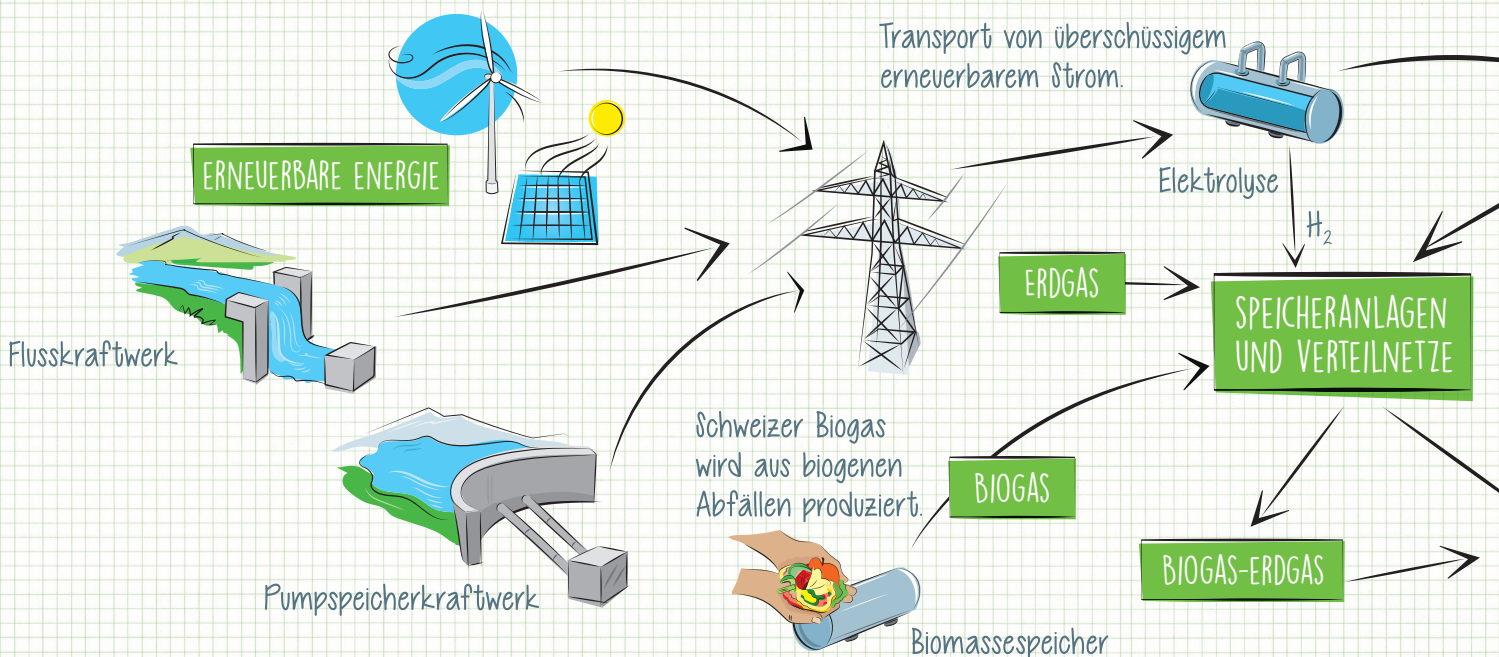 Transport von überschüssigem
erneuerbarem Strom.
ERNEUERBARE ENERGIE
Elektrolyse
H₂
ERDGAS
SPEICHERANLAGEN
UND VERTEILNETZE
Flusskraftwerk
Schweizer Biogas
wird aus biogenen
Abfällen produziert.
BIOGAS
BIOGAS-ERDGAS
Pumpspeicherkraftwerk
Biomassespeicher